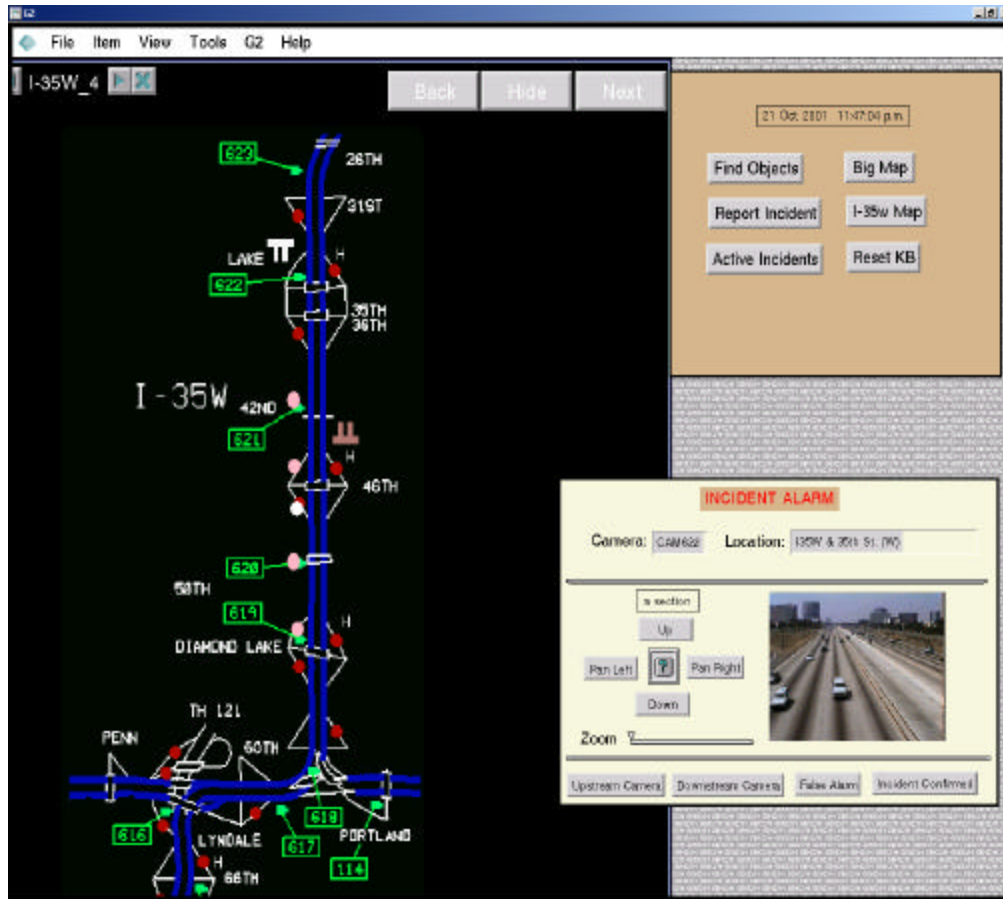 G2
File Item View Tools G2 Help
I-35W_4
Back Hide Next
623
26TH
31ST
LAKE
H
622
35TH
36TH
I-35W
42ND
621
H
46TH
620
50TH
619
H
DIAMOND LAKE
TH 121
PENN
60TH
616
LYNDALE
617
618
PORTLAND
114
H
66TH
21 Oct 2001 11:47:04 p.m.
Find Objects Big Map
Report Incident I-35w Map
Active Incidents Reset KB
INCIDENT ALARM
Camera: CAM622 Location: I35W & 35th St. (W)
a section
Up
Pan Left ? Pan Right
Down
Zoom
Upstream Camera Downstream Camera False Alarm Incident Confirmed